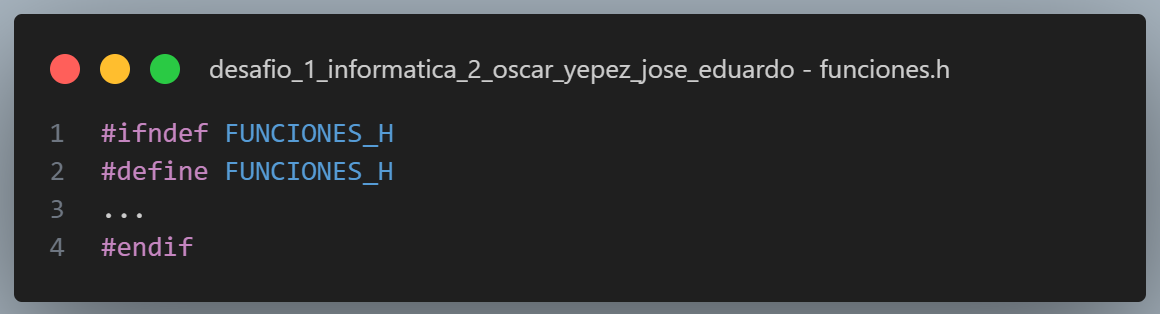 desafio_1_informatica_2_oscar_yepez_jose_eduardo - funciones.h
1 #ifndef FUNCIONES_H
2 #define FUNCIONES_H
3 ...
4 #endif